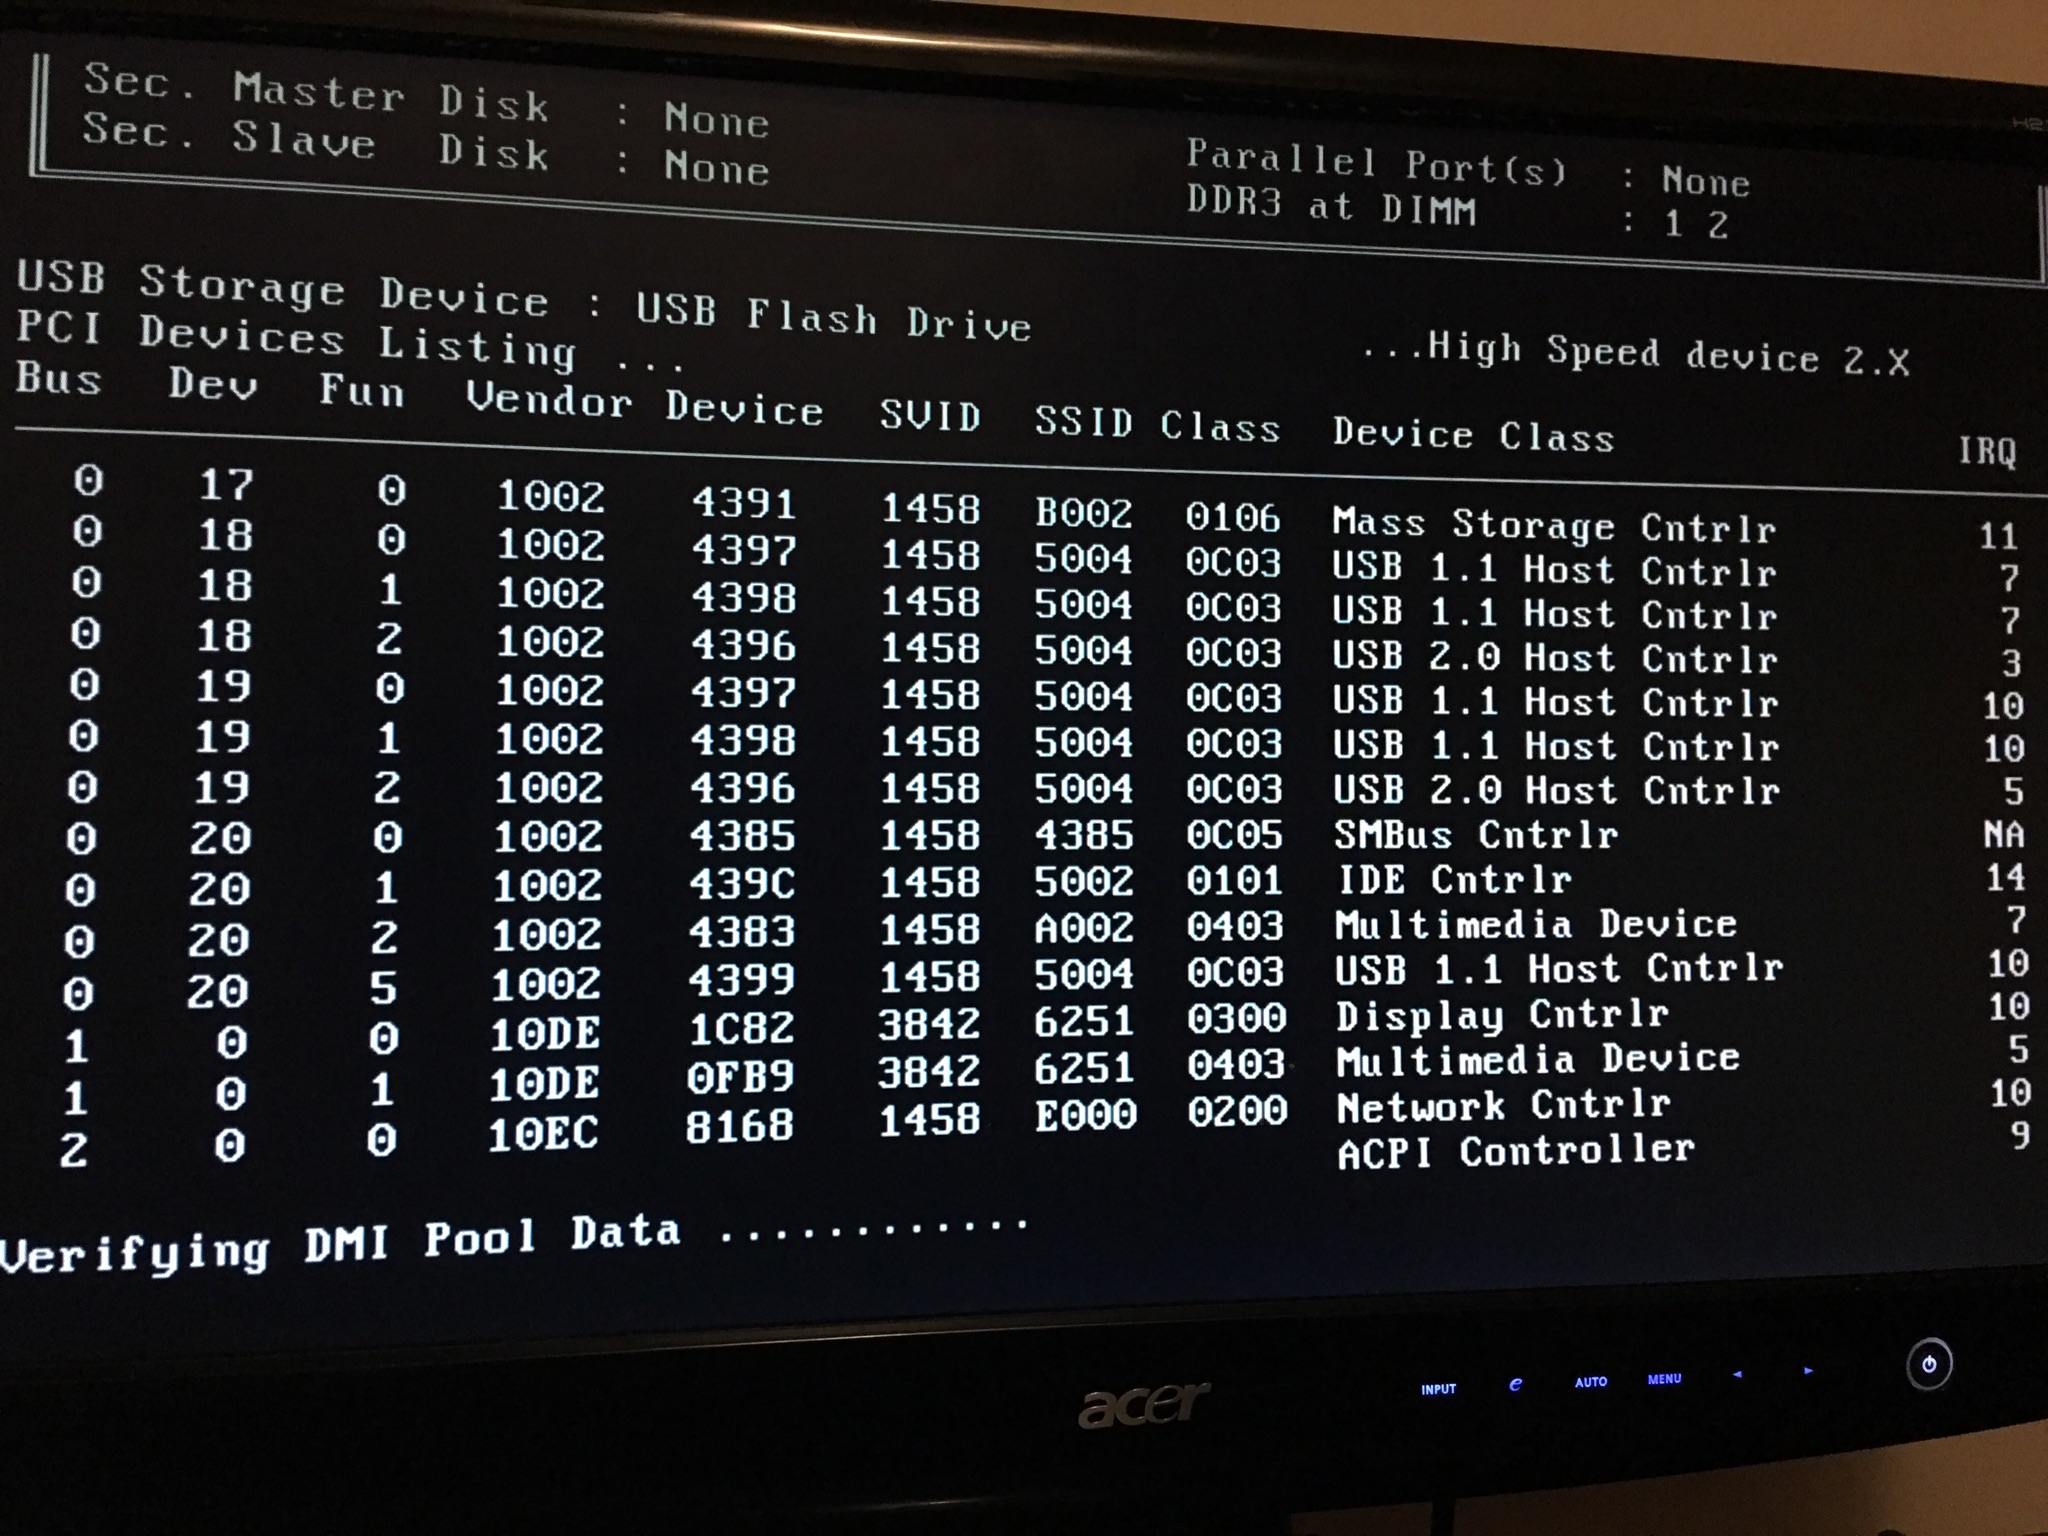 Sec. Master Disk : None
Sec. Slave Disk : None
Parallel Port(s) : None
DDR3 at DIMM : 1 2
USB Storage Device : USB Flash Drive ...High Speed device 2.X
PCI Devices Listing ...
Bus Dev Fun Vendor Device SVID SSID Class Device Class IRQ
0 17 0 1002 4391 1458 B002 0106 Mass Storage Cntrlr 11
0 18 0 1002 4397 1458 5004 0C03 USB 1.1 Host Cntrlr 7
0 18 1 1002 4398 1458 5004 0C03 USB 1.1 Host Cntrlr 7
0 18 2 1002 4396 1458 5004 0C03 USB 2.0 Host Cntrlr 3
0 19 0 1002 4397 1458 5004 0C03 USB 1.1 Host Cntrlr 10
0 19 1 1002 4398 1458 5004 0C03 USB 1.1 Host Cntrlr 10
0 19 2 1002 4396 1458 5004 0C03 USB 2.0 Host Cntrlr 5
0 20 0 1002 4385 1458 4385 0C05 SMBus Cntrlr NA
0 20 1 1002 439C 1458 5002 0101 IDE Cntrlr 14
0 20 2 1002 4383 1458 A002 0403 Multimedia Device 7
0 20 5 1002 4399 1458 5004 0C03 USB 1.1 Host Cntrlr 10
1 0 0 10DE 1C82 3842 6251 0300 Display Cntrlr 10
1 0 1 10DE 0FB9 3842 6251 0403 Multimedia Device 5
2 0 0 10EC 8168 1458 E000 0200 Network Cntrlr 10
ACPI Controller 9
Verifying DMI Pool Data ............
acer
INPUT e AUTO MENU